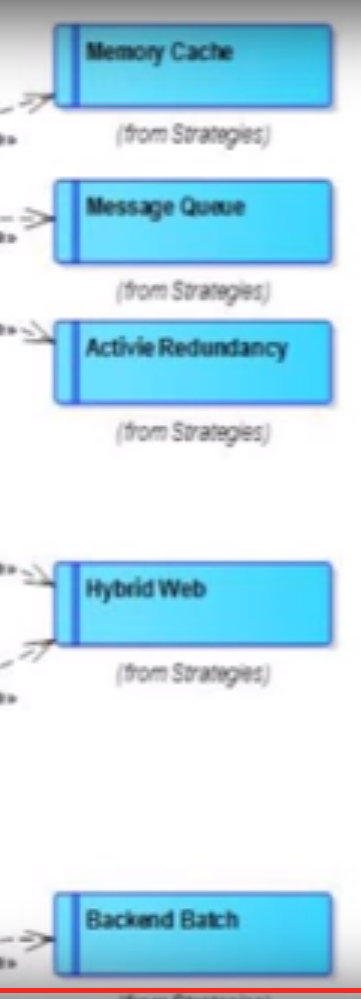 Memory Cache
(from Strategies)
Message Queue
(from Strategies)
Activie Redundancy
(from Strategies)
Hybrid Web
(from Strategies)
Backend Batch